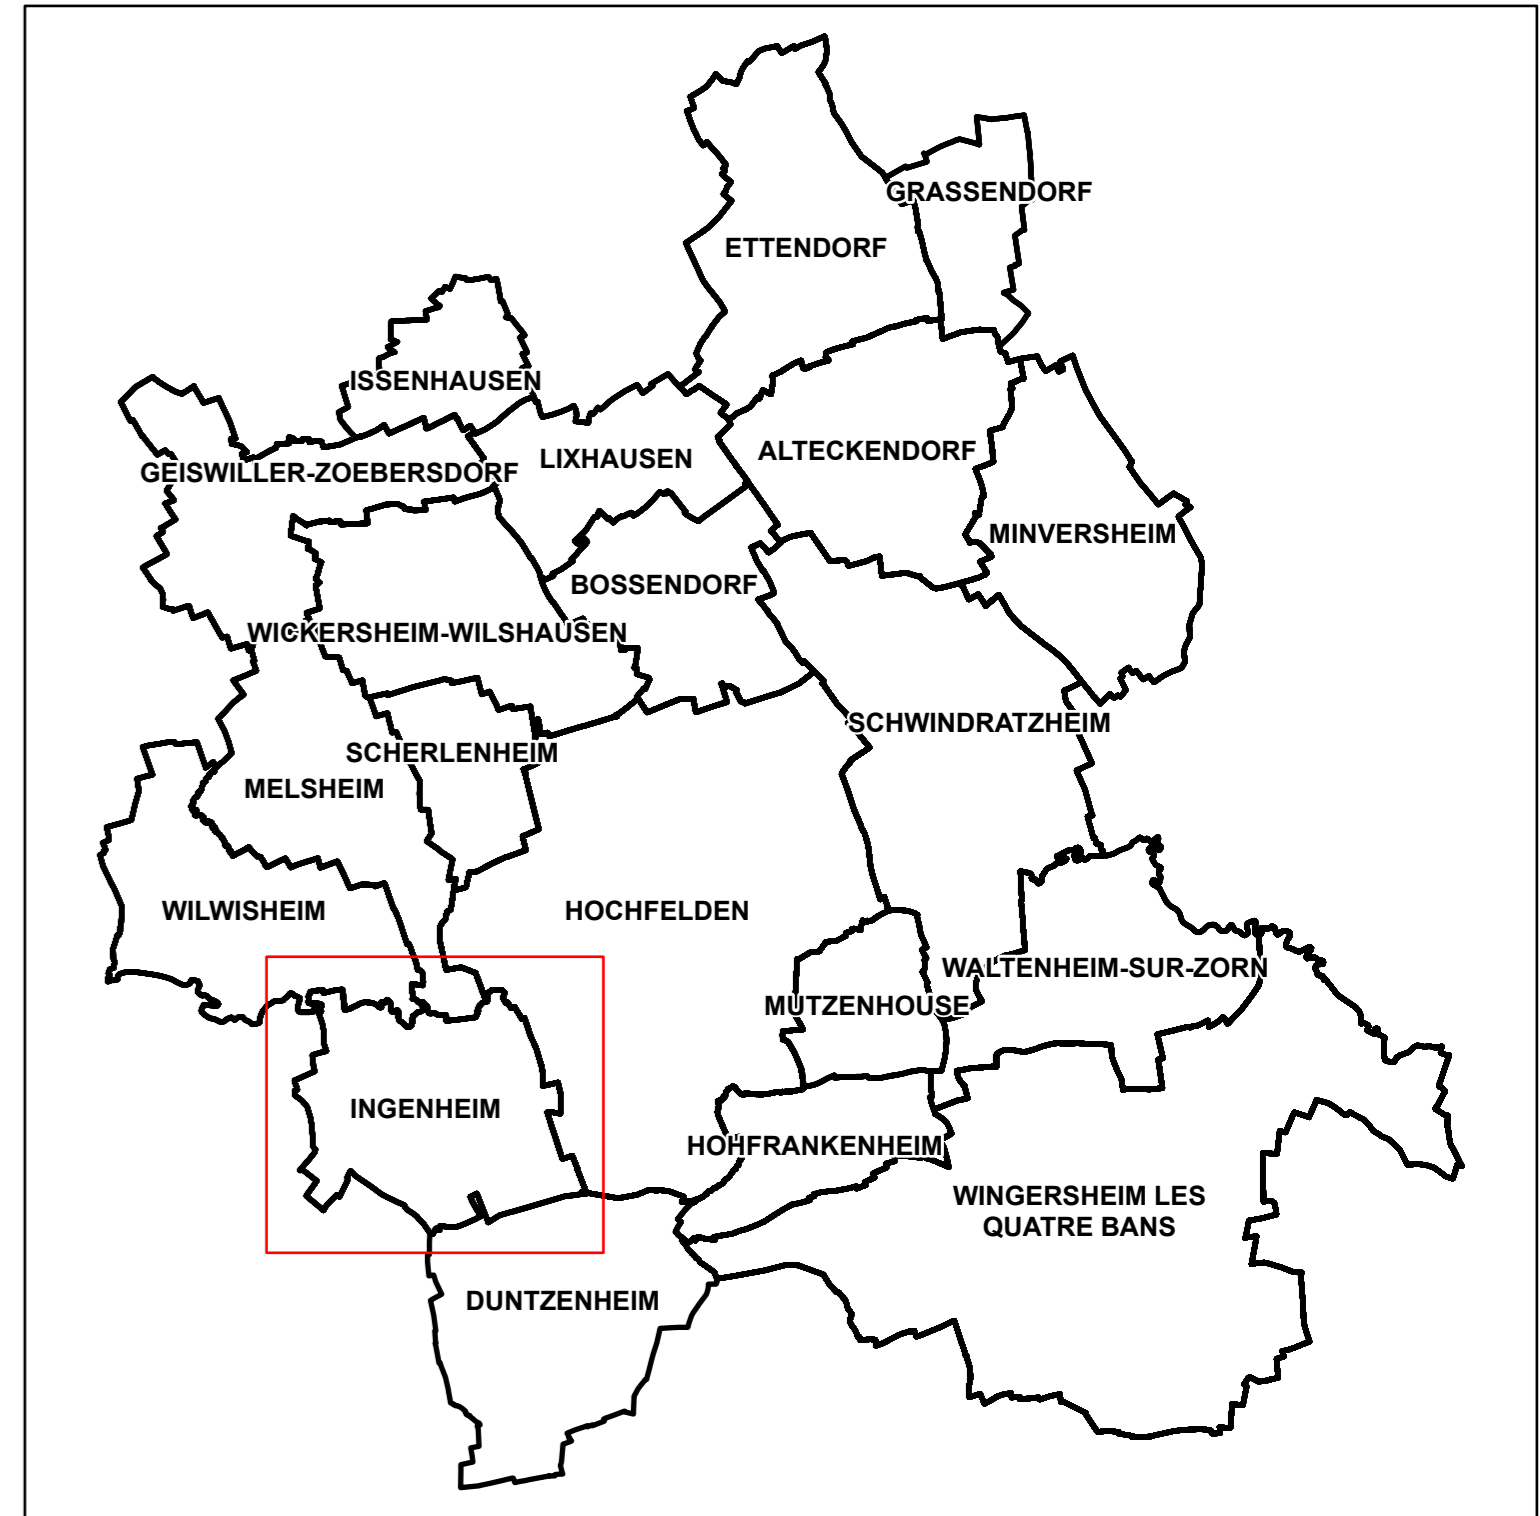 GRASSENDORF
ETTENDORF
ISSENHAUSEN
ALTECKENDORF
LIXHAUSEN
GEISWILLER-ZOEBERSDORF
MINVERSHEIM
BOSSENDORF
WICKERSHEIM-WILSHAUSEN
SCHWINDRATZHEIM
SCHERLENHEIM
MELSHEIM
WILWISHEIM
HOCHFELDEN
WALTENHEIM-SUR-ZORN
MUTZENHOUSE
INGENHEIM
HOHFRANKENHEIM
WINGERSHEIM LES
QUATRE BANS
DUNTZENHEIM